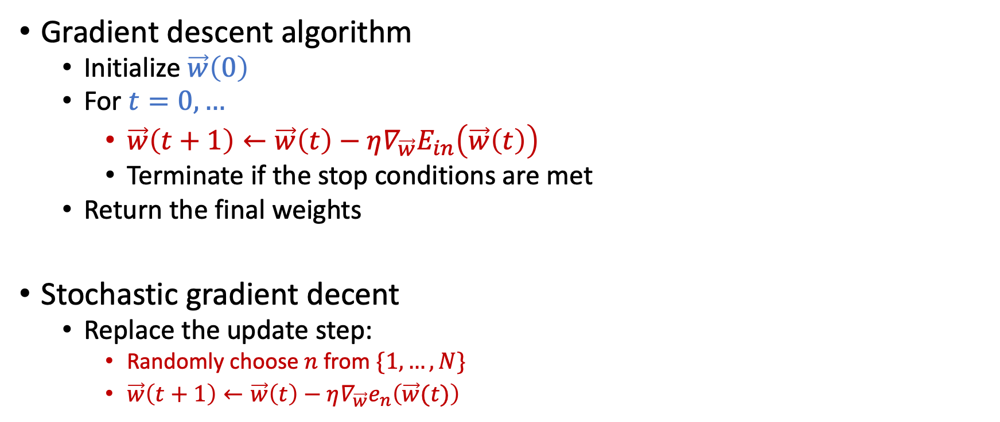 • Gradient descent algorithm
• Initialize $\vec{w}(0)$
• For $t = 0, \ldots$
• $\vec{w}(t + 1) \leftarrow \vec{w}(t) - \eta \nabla_{\vec{w}} E_{in}(\vec{w}(t))$
• Terminate if the stop conditions are met
• Return the final weights
• Stochastic gradient decent
• Replace the update step:
• Randomly choose $n$ from $\{1, \ldots, N\}$
• $\vec{w}(t + 1) \leftarrow \vec{w}(t) - \eta \nabla_{\vec{w}} e_n(\vec{w}(t))$